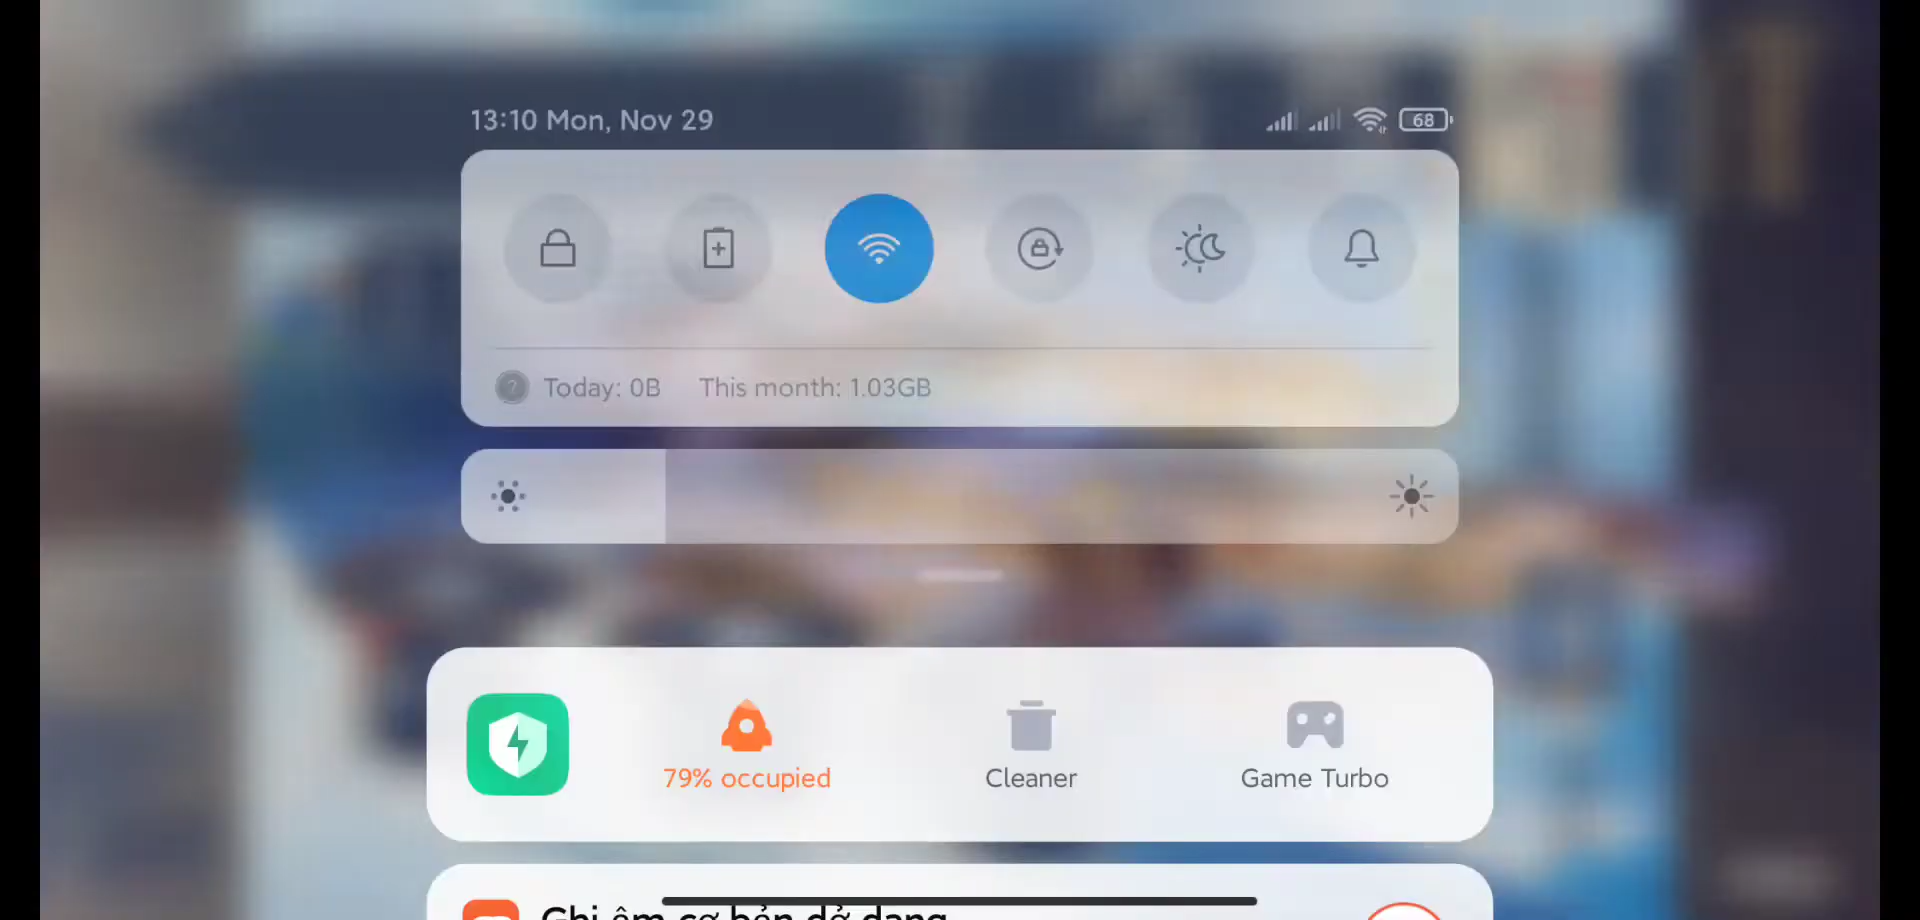 13:10 Mon, Nov 29
68
Today: 0B This month: 1.03GB
79% occupied
Cleaner
Game Turbo
Ghi âm cơ bản dở dang